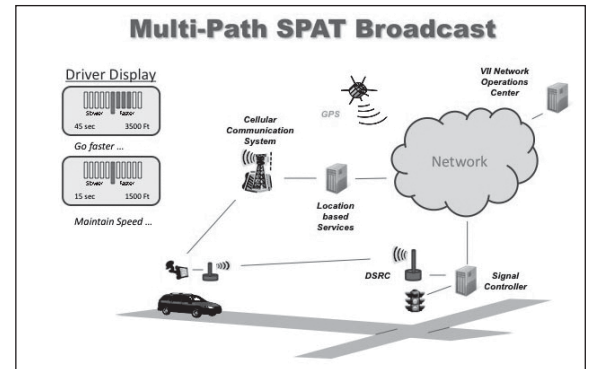 Multi-Path SPAT Broadcast
Driver Display
Slower Faster
45 sec 3500 Ft
Go faster ...
Slower Faster
15 sec 1500 Ft
Maintain Speed ...
GPS
Cellular
Communication
System
VII Network
Operations
Center
Network
Location
based
Services
DSRC
Signal
Controller